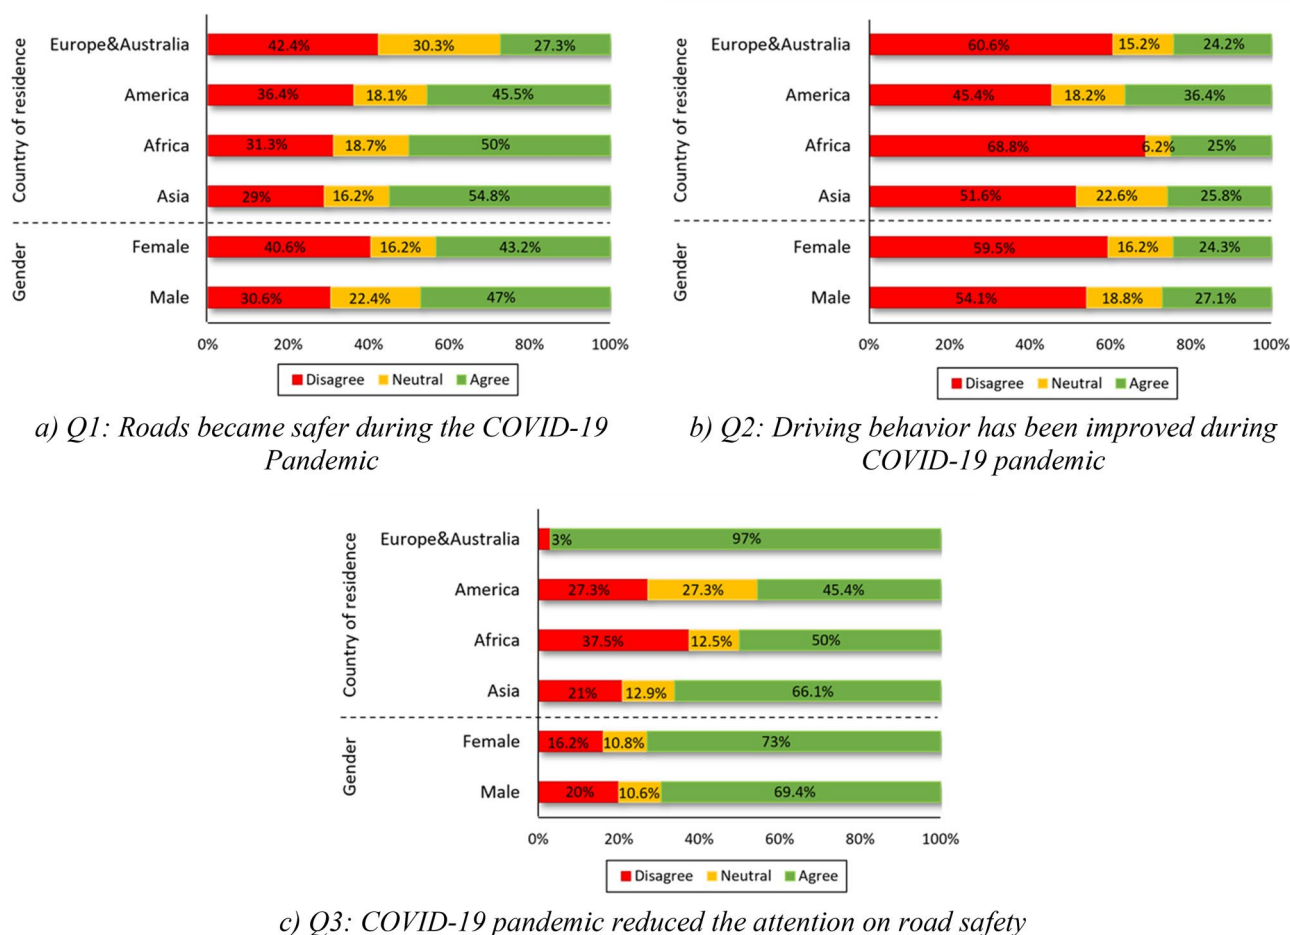 Country of residence
Europe&Australia 42.4% 30.3% 27.3%
America 36.4% 18.1% 45.5%
Africa 31.3% 18.7% 50%
Asia 29% 16.2% 54.8%
Gender
Female 40.6% 16.2% 43.2%
Male 30.6% 22.4% 47%
0% 20% 40% 60% 80% 100%
Disagree Neutral Agree
a) Q1: Roads became safer during the COVID-19
Pandemic
Country of residence
Europe&Australia 60.6% 15.2% 24.2%
America 45.4% 18.2% 36.4%
Africa 68.8% 6.2% 25%
Asia 51.6% 22.6% 25.8%
Gender
Female 59.5% 16.2% 24.3%
Male 54.1% 18.8% 27.1%
0% 20% 40% 60% 80% 100%
Disagree Neutral Agree
b) Q2: Driving behavior has been improved during
COVID-19 pandemic
Country of residence
Europe&Australia 3% 97%
America 27.3% 27.3% 45.4%
Africa 37.5% 12.5% 50%
Asia 21% 12.9% 66.1%
Gender
Female 16.2% 10.8% 73%
Male 20% 10.6% 69.4%
0% 20% 40% 60% 80% 100%
Disagree Neutral Agree
c) Q3: COVID-19 pandemic reduced the attention on road safety